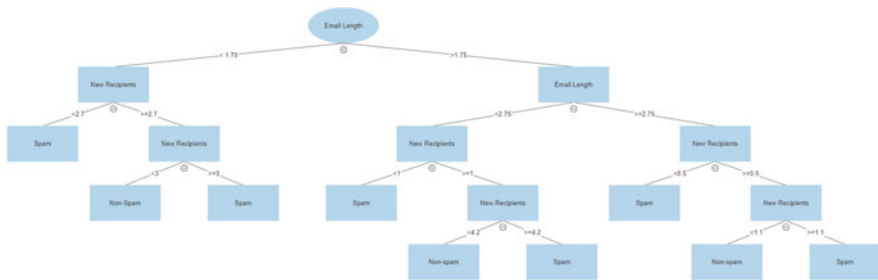 Email Length
< 1.75 >1.75
New Recipients Email Length
<2.7 >=2.7 <2.75 >=2.75
Spam New Recipients New Recipients New Recipients
<3 >=3 <1 >=1 <0.5 >=0.5
Non-Spam Spam Spam New Recipients Spam New Recipients
<4.2 >=4.2 <1.1 >=1.1
Non-spam Spam Non-spam Spam